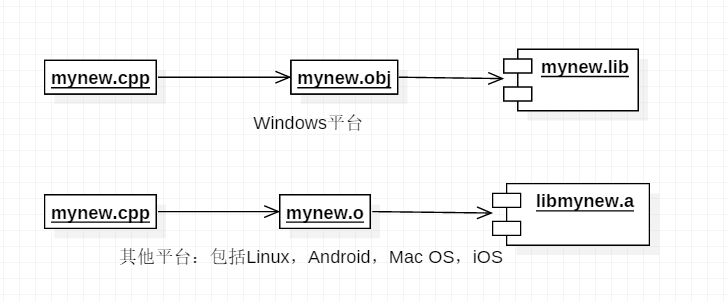 mynew.cpp mynew.obj mynew.lib
Windows平台
mynew.cpp mynew.o libmynew.a
其他平台：包括Linux，Android，Mac OS，iOS